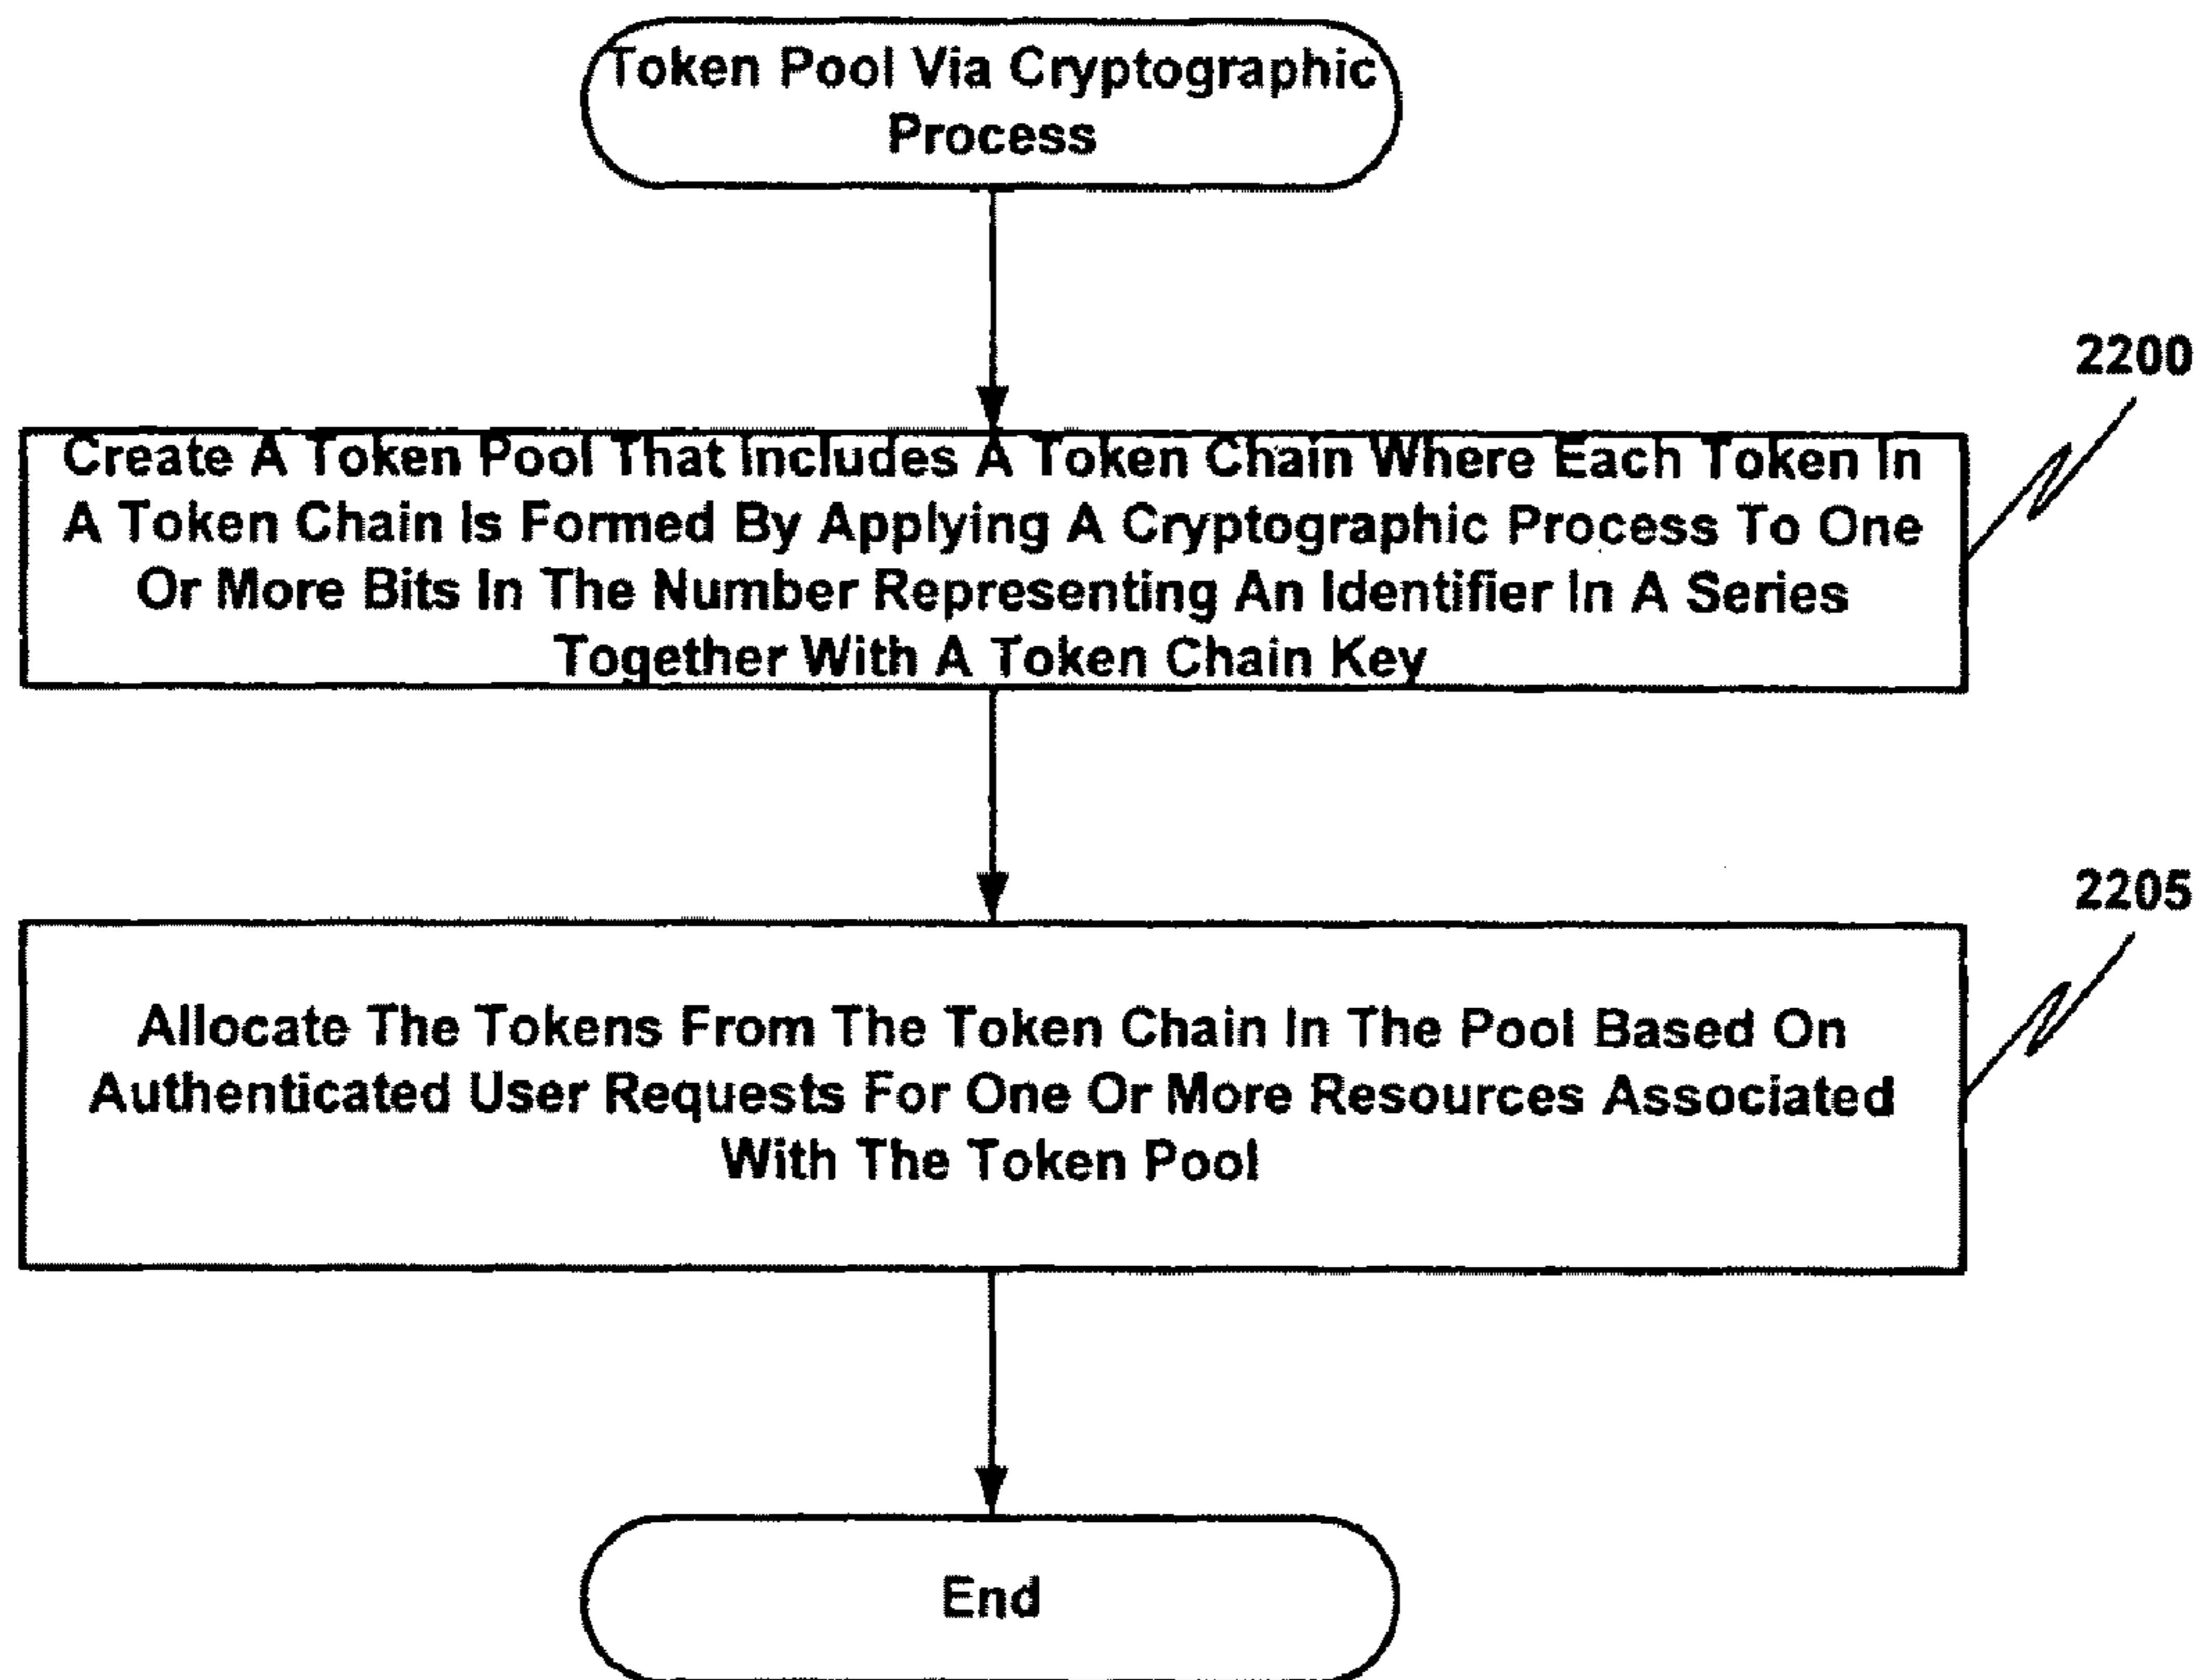 Token Pool Via Cryptographic
Process
2200
Create A Token Pool That Includes A Token Chain Where Each Token In
A Token Chain Is Formed By Applying A Cryptographic Process To One
Or More Bits In The Number Representing An Identifier In A Series
Together With A Token Chain Key
2205
Allocate The Tokens From The Token Chain In The Pool Based On
Authenticated User Requests For One Or More Resources Associated
With The Token Pool
End